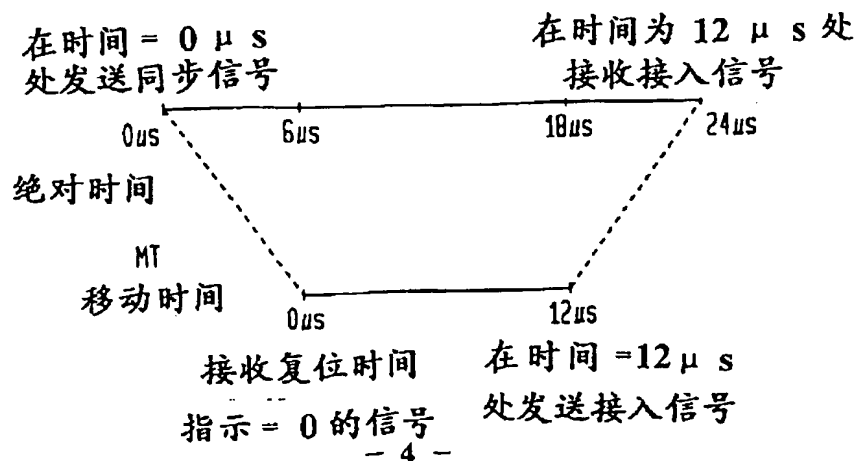 在时间 = 0 μ s
处发送同步信号
在时间为 12 μ s 处
接收接入信号
0us
6us
18us
24us
绝对时间
MT
移动时间
0us
12us
接收复位时间
指示 = 0 的信号
在时间 =12 μ s
处发送接入信号
- 4 -